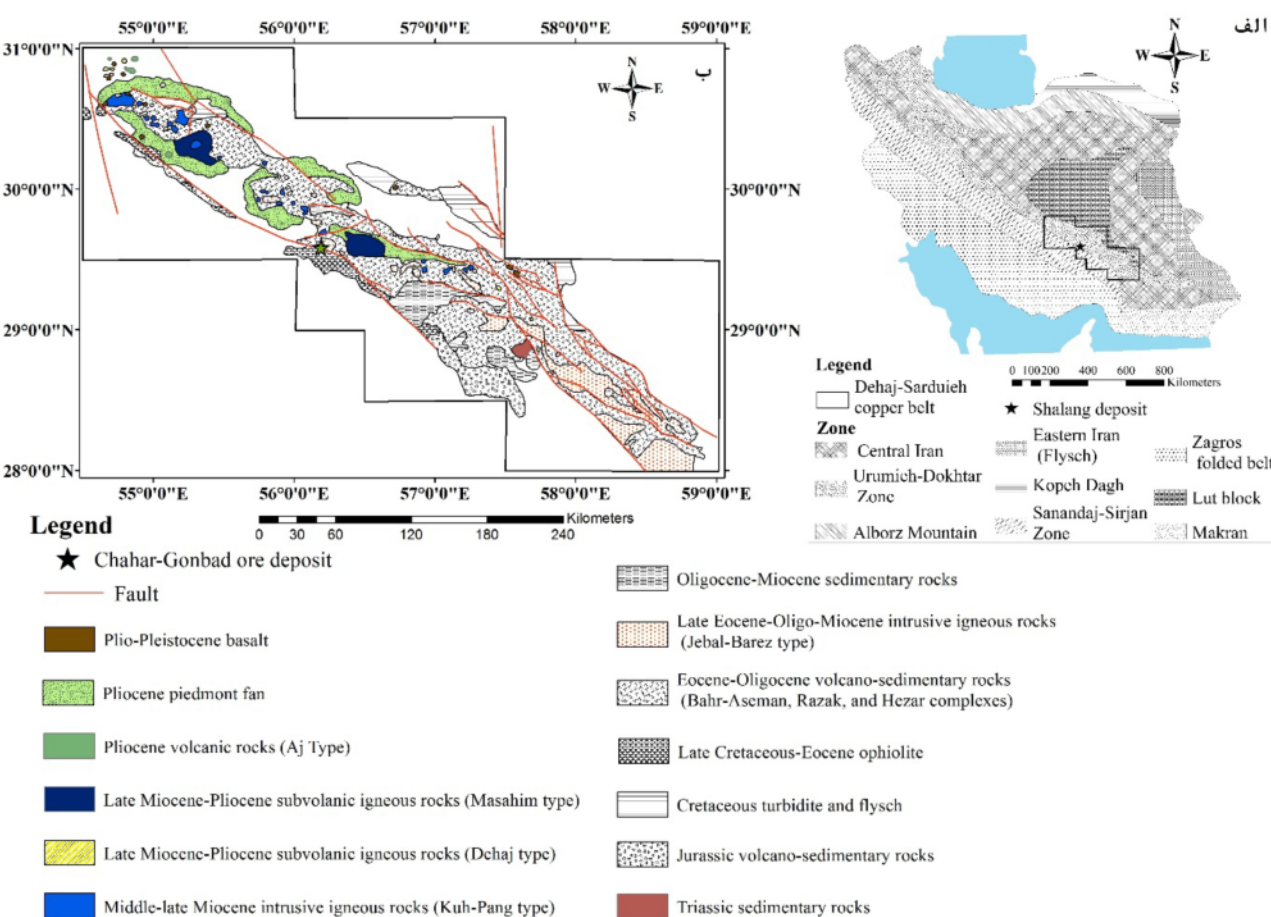 55°0'0"E 56°0'0"E 57°0'0"E 58°0'0"E 59°0'0"E
31°0'0"N
30°0'0"N
29°0'0"N
28°0'0"N
30°0'0"N
29°0'0"N
28°0'0"N
55°0'0"E 56°0'0"E 57°0'0"E 58°0'0"E 59°0'0"E
ب
N
W E
S
0 30 60 120 180 240 Kilometers
Legend
Chahar-Gonbad ore deposit
Fault
Plio-Pleistocene basalt
Pliocene piedmont fan
Pliocene volcanic rocks (Aj Type)
Late Miocene-Pliocene subvolanic igneous rocks (Masahim type)
Late Miocene-Pliocene subvolanic igneous rocks (Dehaj type)
Middle-late Miocene intrusive igneous rocks (Kuh-Pang type)
Oligocene-Miocene sedimentary rocks
Late Eocene-Oligo-Miocene intrusive igneous rocks
(Jebal-Barez type)
Eocene-Oligocene volcano-sedimentary rocks
(Bahr-Aseman, Razak, and Hezar complexes)
Late Cretaceous-Eocene ophiolite
Cretaceous turbidite and flysch
Jurassic volcano-sedimentary rocks
Triassic sedimentary rocks
الف
N
W E
S
0 100 200 400 600 800
Kilometers
Legend
Dehaj-Sarduieh
copper belt
Shalang deposit
Zone
Central Iran
Urumieh-Dokhtar
Zone
Alborz Mountain
Eastern Iran
(Flysch)
Kopeh Dagh
Sanandaj-Sirjan
Zone
Zagros
folded belt
Lut block
Makran